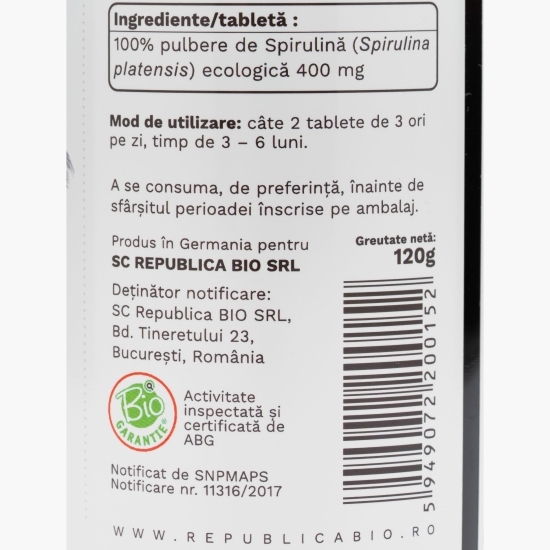 Ingrediente/tabletă :
100% pulbere de Spirulină (Spirulina
platensis) ecologică 400 mg
Mod de utilizare: câte 2 tablete de 3 ori
pe zi, timp de 3 – 6 luni.
A se consuma, de preferință, înainte de
sfârșitul perioadei înscrise pe ambalaj.
Produs în Germania pentru
SC REPUBLICA BIO SRL
Greutate netă:
120g
Deținător notificare:
SC Republica BIO SRL,
Bd. Tineretului 23,
București, România
Bio
GARANTIE®
Activitate
inspectată și
certificată de
ABG
Notificat de SNPMAPS
Notificare nr. 11316/2017
5949072200152
WWW.REPUBLICABIO.RO